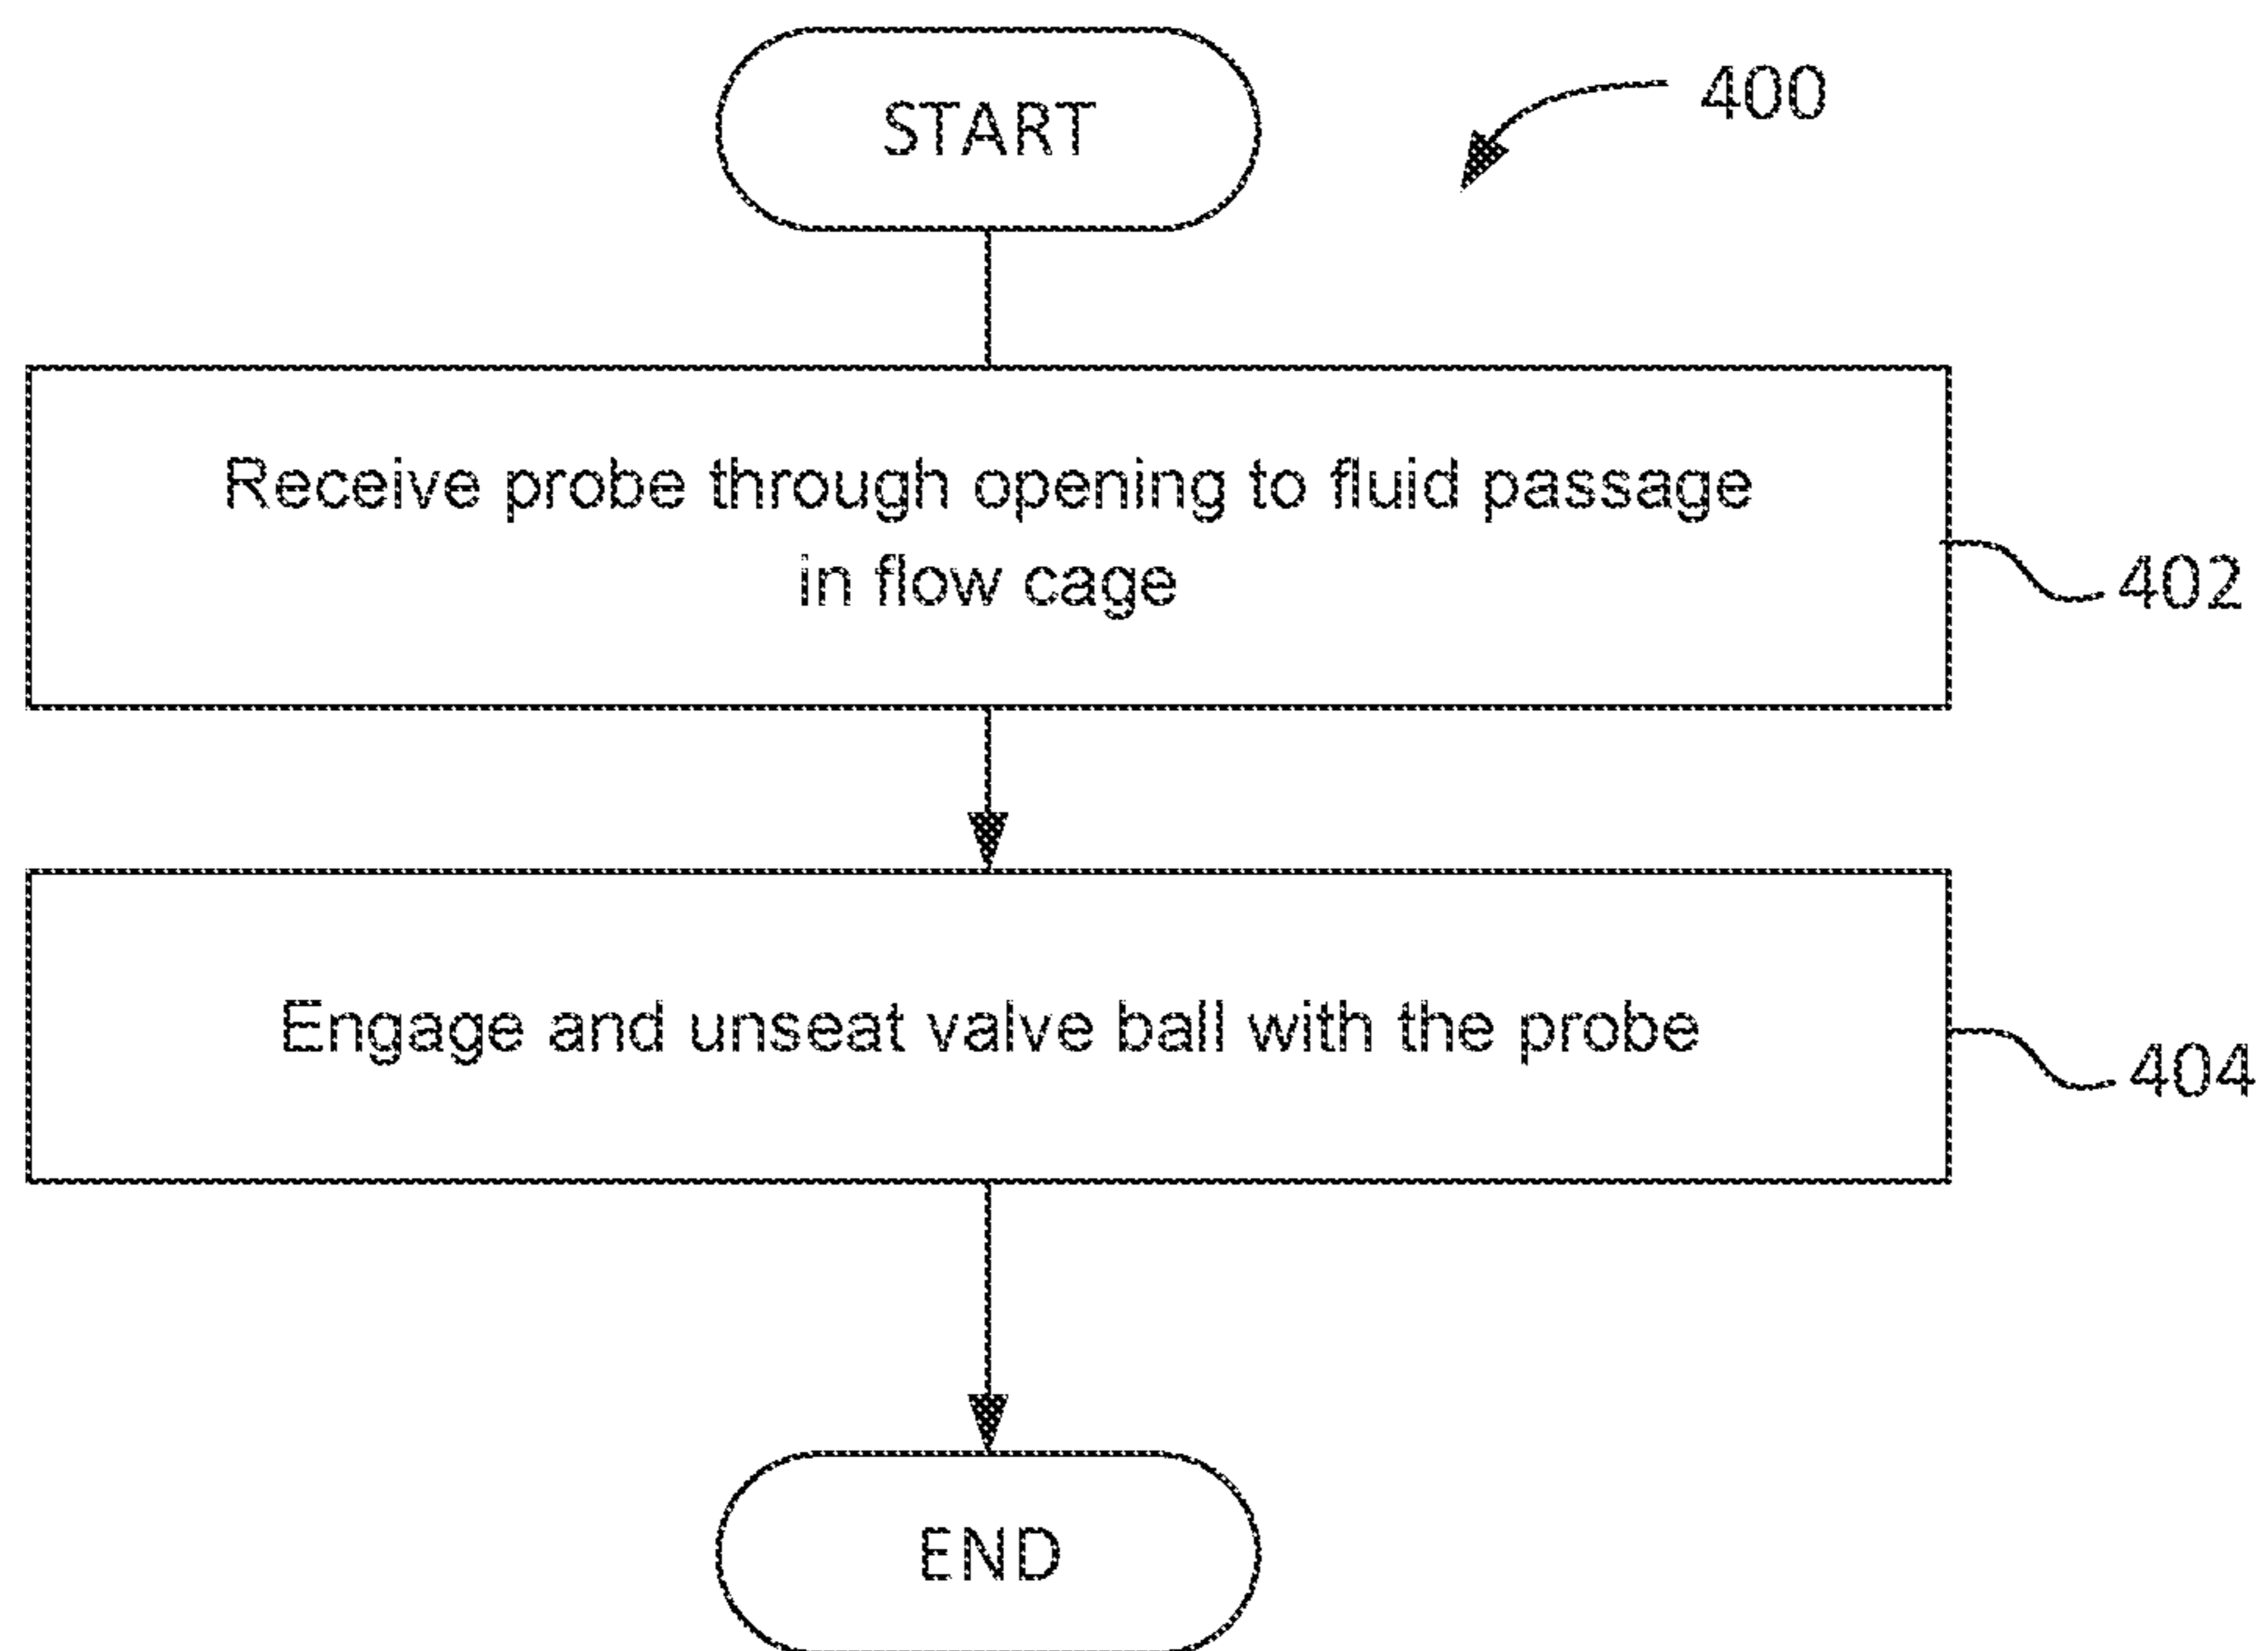 START
400
Receive probe through opening to fluid passage
in flow cage
402
Engage and unseat valve ball with the probe
404
END